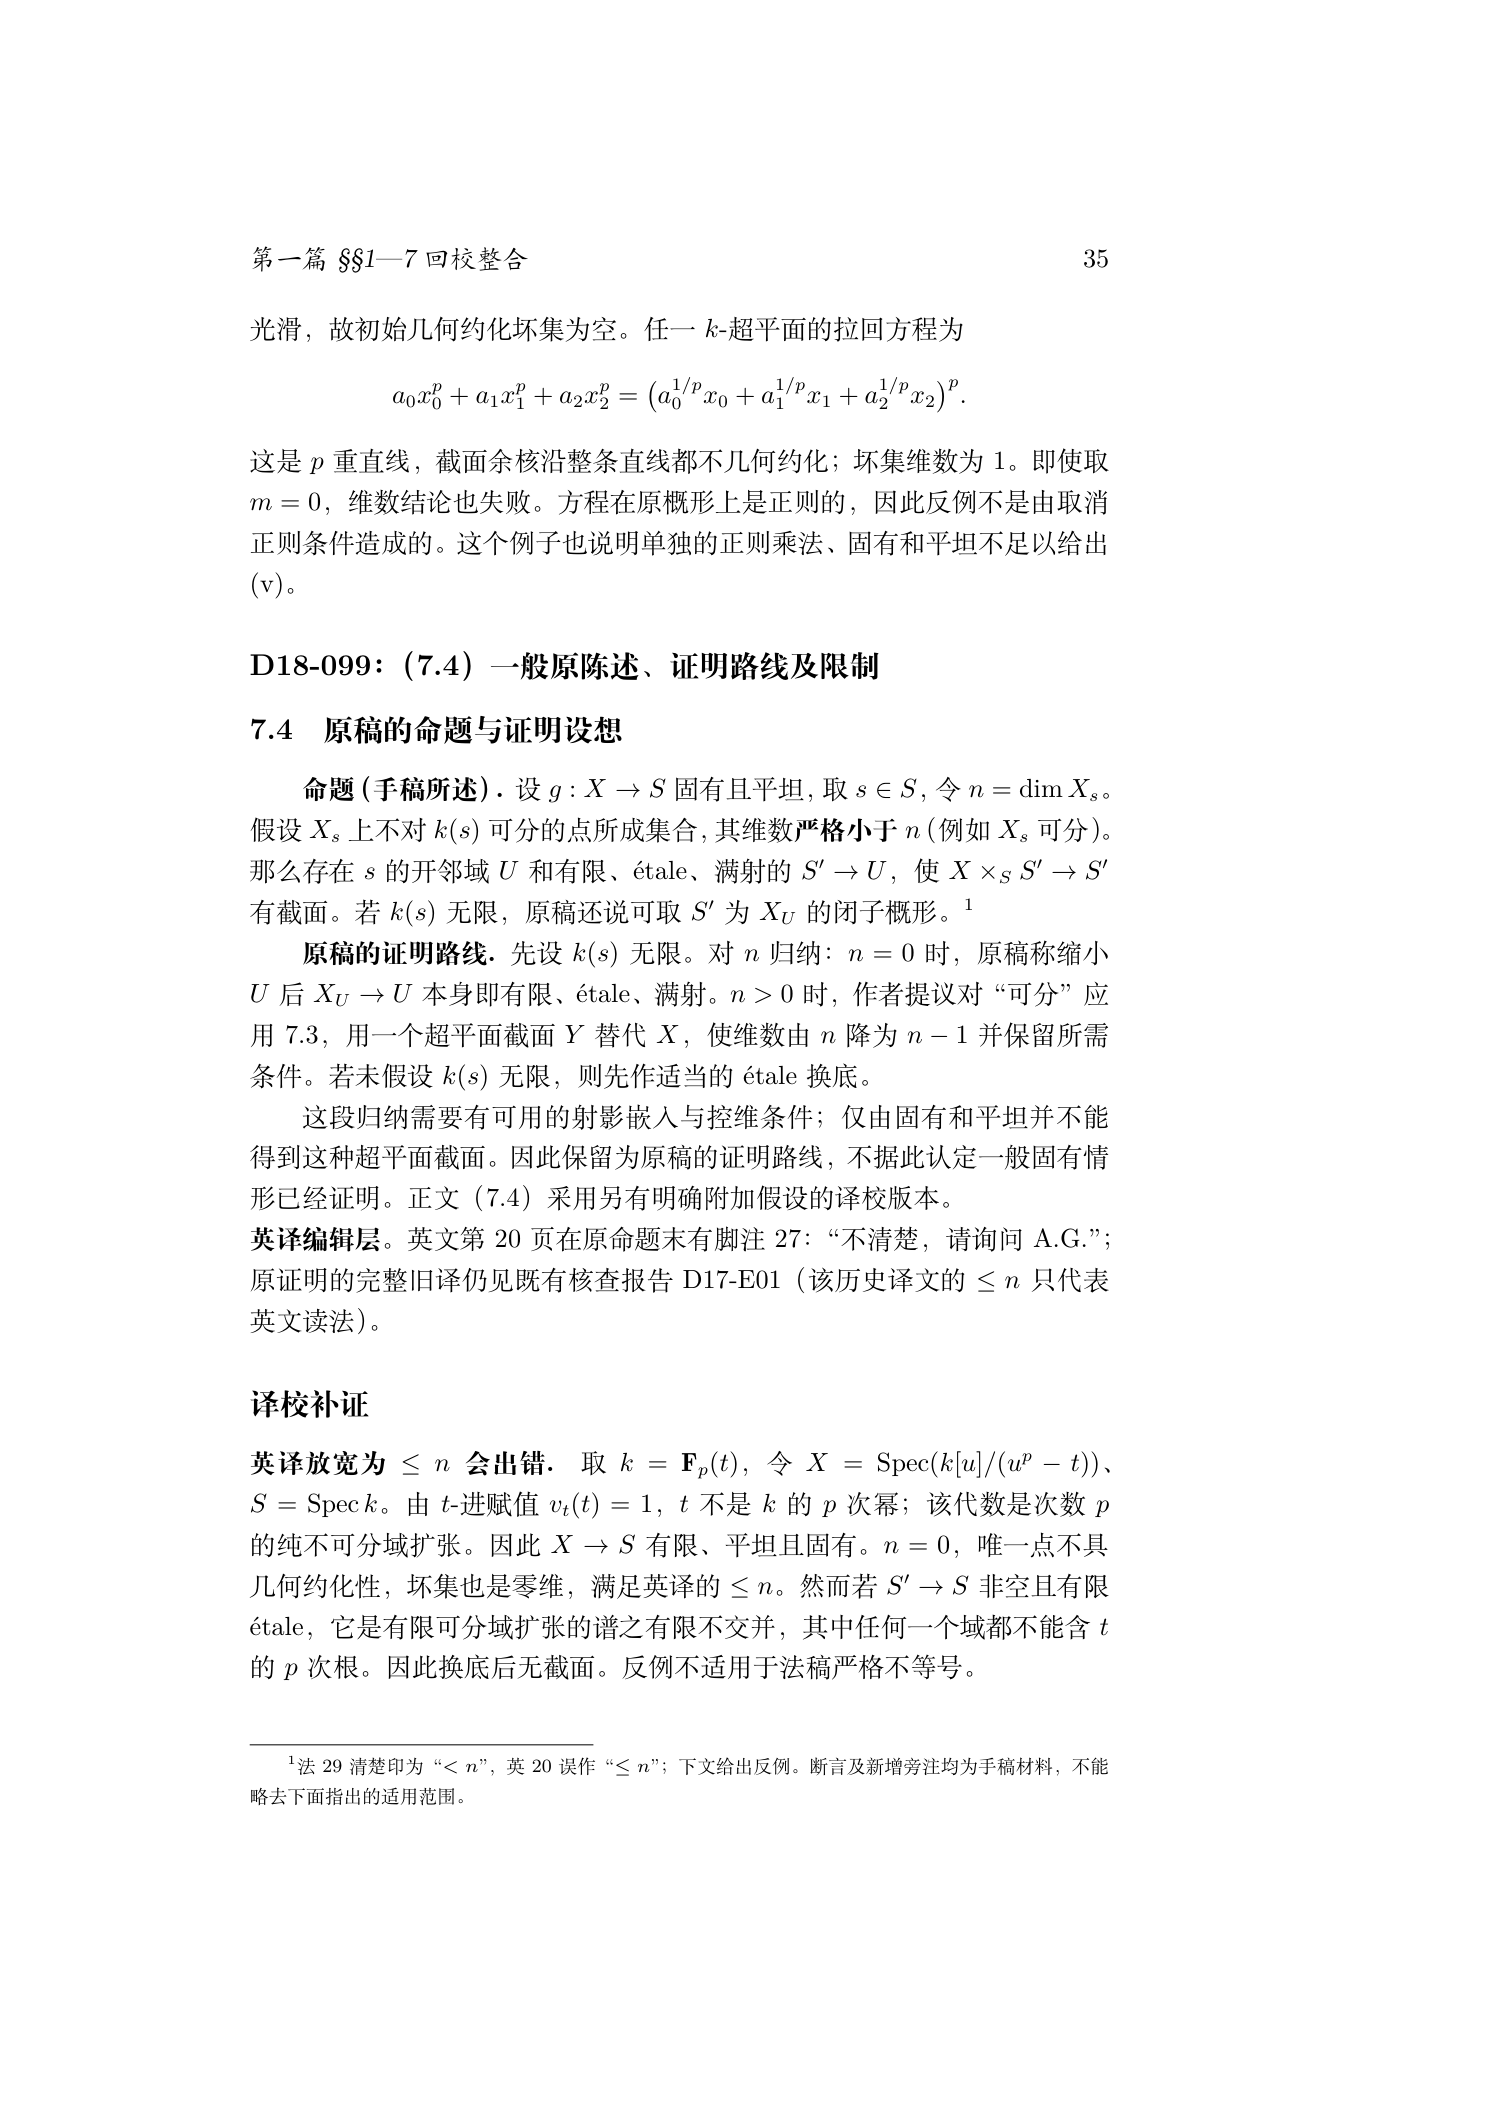 第一篇 §§1—7 回校整合 35
光滑，故初始几何约化坏集为空。任一 k-超平面的拉回方程为
a₀x₀ᵖ + a₁x₁ᵖ + a₂x₂ᵖ = (a₀^{1/p}x₀ + a₁^{1/p}x₁ + a₂^{1/p}x₂)ᵖ.
这是 p 重直线，截面余核沿整条直线都不几何约化；坏集维数为 1。即使取
m = 0，维数结论也失败。方程在原概形上是正则的，因此反例不是由取消
正则条件造成的。这个例子也说明单独的正则乘法、固有和平坦不足以给出
(v)。
D18-099：（7.4）一般原陈述、证明路线及限制
7.4 原稿的命题与证明设想
命题（手稿所述）. 设 g : X → S 固有且平坦，取 s ∈ S，令 n = dim Xₛ。
假设 Xₛ 上不对 k(s) 可分的点所成集合，其维数严格小于 n（例如 Xₛ 可分）。
那么存在 s 的开邻域 U 和有限、étale、满射的 S′ → U，使 X ×_S S′ → S′
有截面。若 k(s) 无限，原稿还说可取 S′ 为 X_U 的闭子概形。¹
原稿的证明路线. 先设 k(s) 无限。对 n 归纳：n = 0 时，原稿称缩小
U 后 X_U → U 本身即有限、étale、满射。n > 0 时，作者提议对 “可分” 应
用 7.3，用一个超平面截面 Y 替代 X，使维数由 n 降为 n − 1 并保留所需
条件。若未假设 k(s) 无限，则先作适当的 étale 换底。
这段归纳需要有可用的射影嵌入与控维条件；仅由固有和平坦并不能
得到这种超平面截面。因此保留为原稿的证明路线，不据此认定一般固有情
形已经证明。正文（7.4）采用另有明确附加假设的译校版本。
英译编辑层。英文第 20 页在原命题末有脚注 27：“不清楚，请询问 A.G.”；
原证明的完整旧译仍见既有核查报告 D17-E01（该历史译文的 ≤ n 只代表
英文读法）。
译校补证
英译放宽为 ≤ n 会出错. 取 k = F_p(t)，令 X = Spec(k[u]/(uᵖ − t))、
S = Spec k。由 t-进赋值 v_t(t) = 1，t 不是 k 的 p 次幂；该代数是次数 p
的纯不可分域扩张。因此 X → S 有限、平坦且固有。n = 0，唯一点不具
几何约化性，坏集也是零维，满足英译的 ≤ n。然而若 S′ → S 非空且有限
étale，它是有限可分域扩张的谱之有限不交并，其中任何一个域都不能含 t
的 p 次根。因此换底后无截面。反例不适用于法稿严格不等号。
¹法 29 清楚印为 “< n”，英 20 误作 “≤ n”；下文给出反例。断言及新增旁注均为手稿材料，不能
略去下面指出的适用范围。